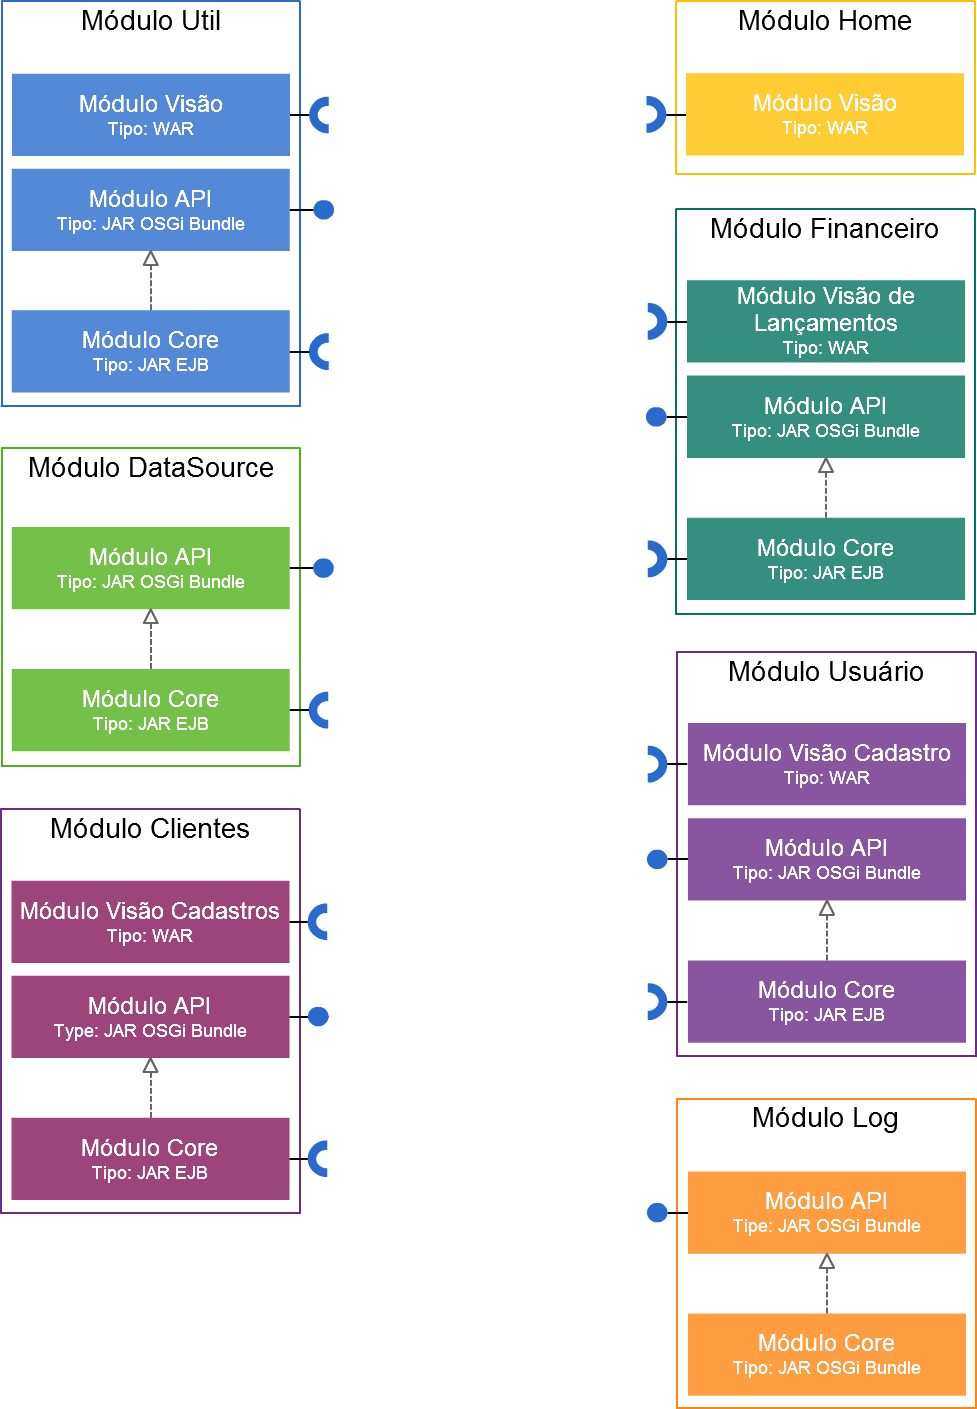 Módulo Util
Módulo Visão
Tipo: WAR
Módulo API
Tipo: JAR OSGi Bundle
Módulo Core
Tipo: JAR EJB
Módulo DataSource
Módulo API
Tipo: JAR OSGi Bundle
Módulo Core
Tipo: JAR EJB
Módulo Clientes
Módulo Visão Cadastros
Tipo: WAR
Módulo API
Type: JAR OSGi Bundle
Módulo Core
Tipo: JAR EJB
Módulo Home
Módulo Visão
Tipo: WAR
Módulo Financeiro
Módulo Visão de
Lançamentos
Tipo: WAR
Módulo API
Tipo: JAR OSGi Bundle
Módulo Core
Tipo: JAR EJB
Módulo Usuário
Módulo Visão Cadastro
Tipo: WAR
Módulo API
Tipo: JAR OSGi Bundle
Módulo Core
Tipo: JAR EJB
Módulo Log
Módulo API
Tipe: JAR OSGi Bundle
Módulo Core
Tipo: JAR OSGi Bundle